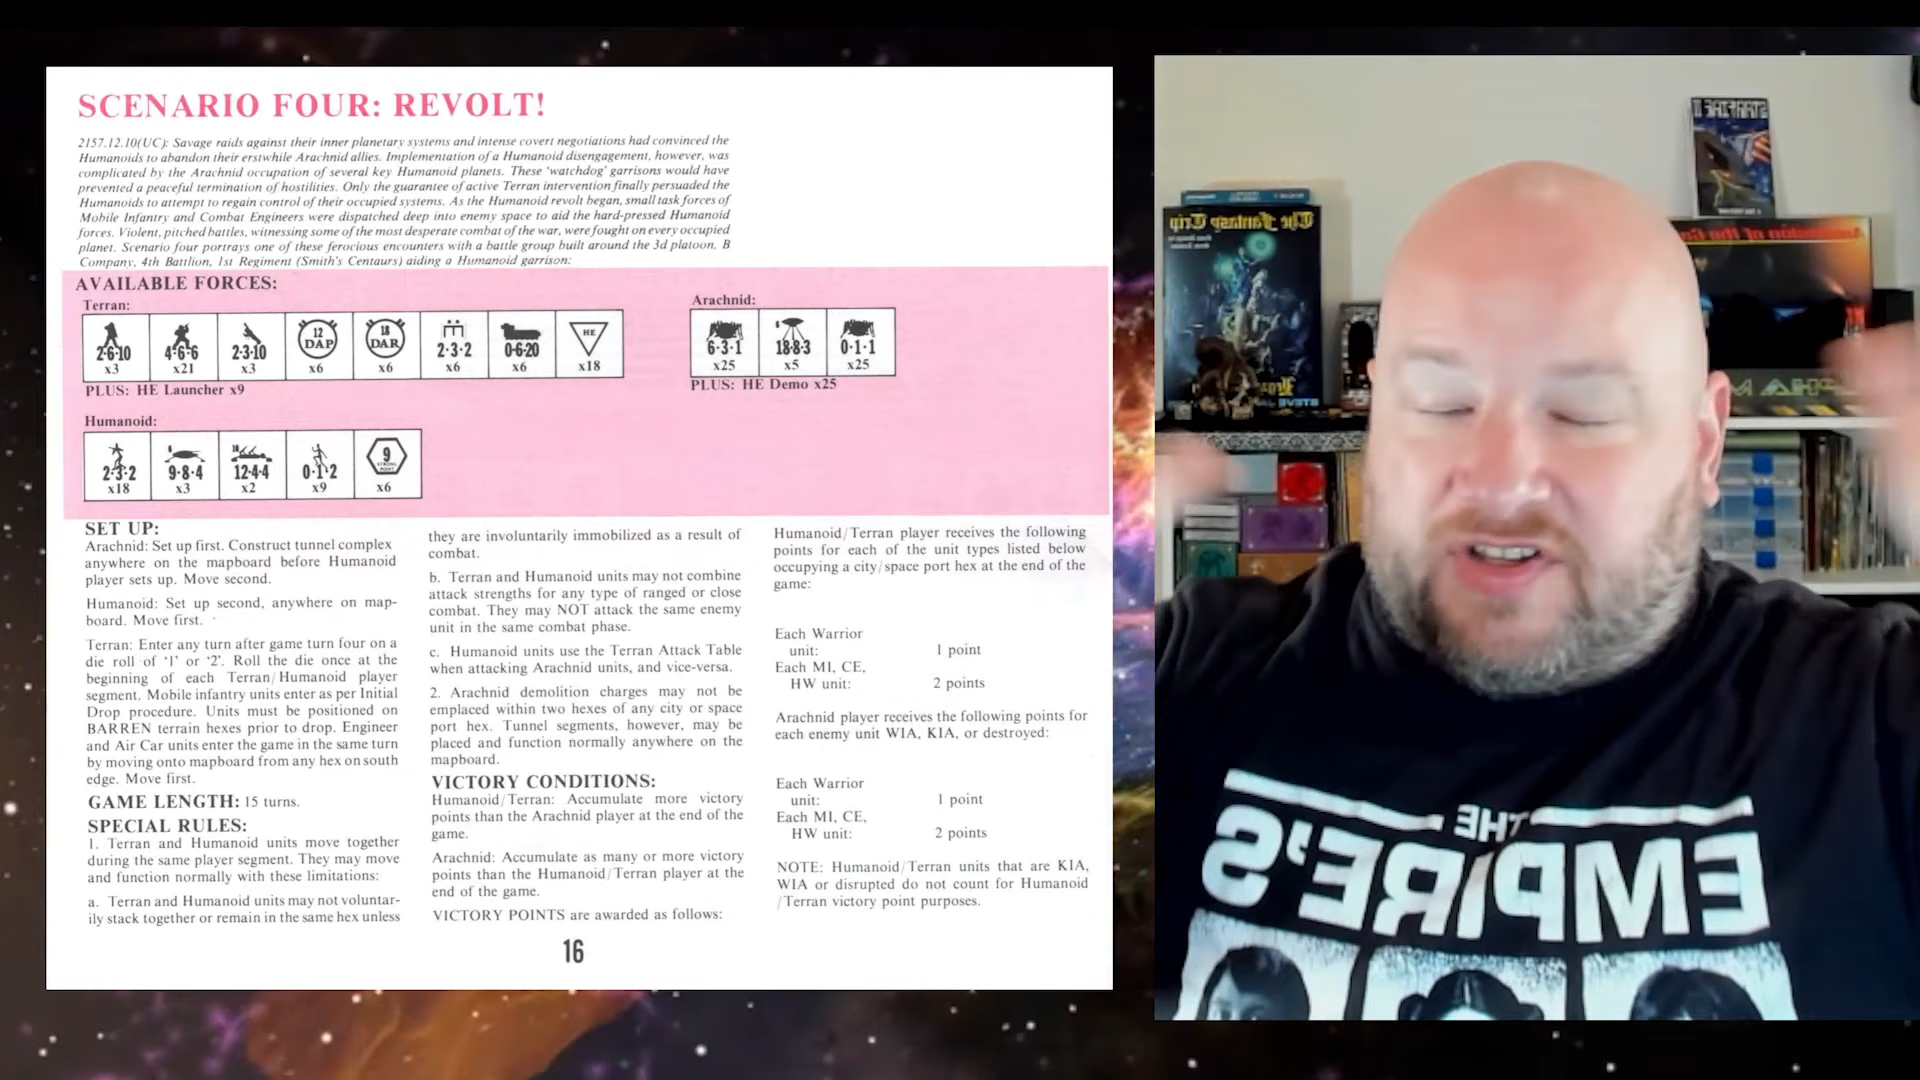 SCENARIO FOUR: REVOLT!
2157.12.10(UC): Savage raids against their inner planetary systems and intense covert negotiations had convinced the
Humanoids to abandon their erstwhile Arachnid allies. Implementation of a Humanoid disengagement, however, was
complicated by the Arachnid occupation of several key Humanoid planets. These 'watchdog' garrisons would have
prevented a peaceful termination of hostilities. Only the guarantee of active Terran intervention finally persuaded the
Humanoids to attempt to regain control of their occupied systems. As the Humanoid revolt began, small task forces of
Mobile Infantry and Combat Engineers were dispatched deep into enemy space to aid the hard-pressed Humanoid
forces. Violent, pitched battles, witnessing some of the most desperate combat of the war, were fought on every occupied
planet. Scenario four portrays one of these ferocious encounters with a battle group built around the 3d platoon, B
Company, 4th Battlion, 1st Regiment (Smith's Centaurs) aiding a Humanoid garrison:
AVAILABLE FORCES:
Terran:
2·6·10
x3
4·6·6
x21
2·3·10
x3
12
DAP
x6
18
DAR
x6
2·3·2
x6
0·6·20
x6
HE
x18
PLUS: HE Launcher x9
Arachnid:
6·3·1
x25
18·8·3
x5
0·1·1
x25
PLUS: HE Demo x25
Humanoid:
2·3·2
x18
9·8·4
x3
12·4·4
x2
0·1·2
x9
9
STRONG
POINT
x6
SET UP:
Arachnid: Set up first. Construct tunnel complex
anywhere on the mapboard before Humanoid
player sets up. Move second.
Humanoid: Set up second, anywhere on map-
board. Move first.
Terran: Enter any turn after game turn four on a
die roll of '1' or '2'. Roll the die once at the
beginning of each Terran/Humanoid player
segment. Mobile infantry units enter as per Initial
Drop procedure. Units must be positioned on
BARREN terrain hexes prior to drop. Engineer
and Air Car units enter the game in the same turn
by moving onto mapboard from any hex on south
edge. Move first.
GAME LENGTH: 15 turns.
SPECIAL RULES:
1. Terran and Humanoid units move together
during the same player segment. They may move
and function normally with these limitations:
a. Terran and Humanoid units may not voluntar-
ily stack together or remain in the same hex unless
they are involuntarily immobilized as a result of
combat.
b. Terran and Humanoid units may not combine
attack strengths for any type of ranged or close
combat. They may NOT attack the same enemy
unit in the same combat phase.
c. Humanoid units use the Terran Attack Table
when attacking Arachnid units, and vice-versa.
2. Arachnid demolition charges may not be
emplaced within two hexes of any city or space
port hex. Tunnel segments, however, may be
placed and function normally anywhere on the
mapboard.
VICTORY CONDITIONS:
Humanoid/Terran: Accumulate more victory
points than the Arachnid player at the end of the
game.
Arachnid: Accumulate as many or more victory
points than the Humanoid/Terran player at the
end of the game.
VICTORY POINTS are awarded as follows:
Humanoid/Terran player receives the following
points for each of the unit types listed below
occupying a city/space port hex at the end of the
game:
Each Warrior
unit: 1 point
Each MI, CE,
HW unit: 2 points
Arachnid player receives the following points for
each enemy unit WIA, KIA, or destroyed:
Each Warrior
unit: 1 point
Each MI, CE,
HW unit: 2 points
NOTE: Humanoid/Terran units that are KIA,
WIA or disrupted do not count for Humanoid
/Terran victory point purposes.
16
STARFIRE II
The Fantasy Trip
STEVE
THE
EMPIRE'S